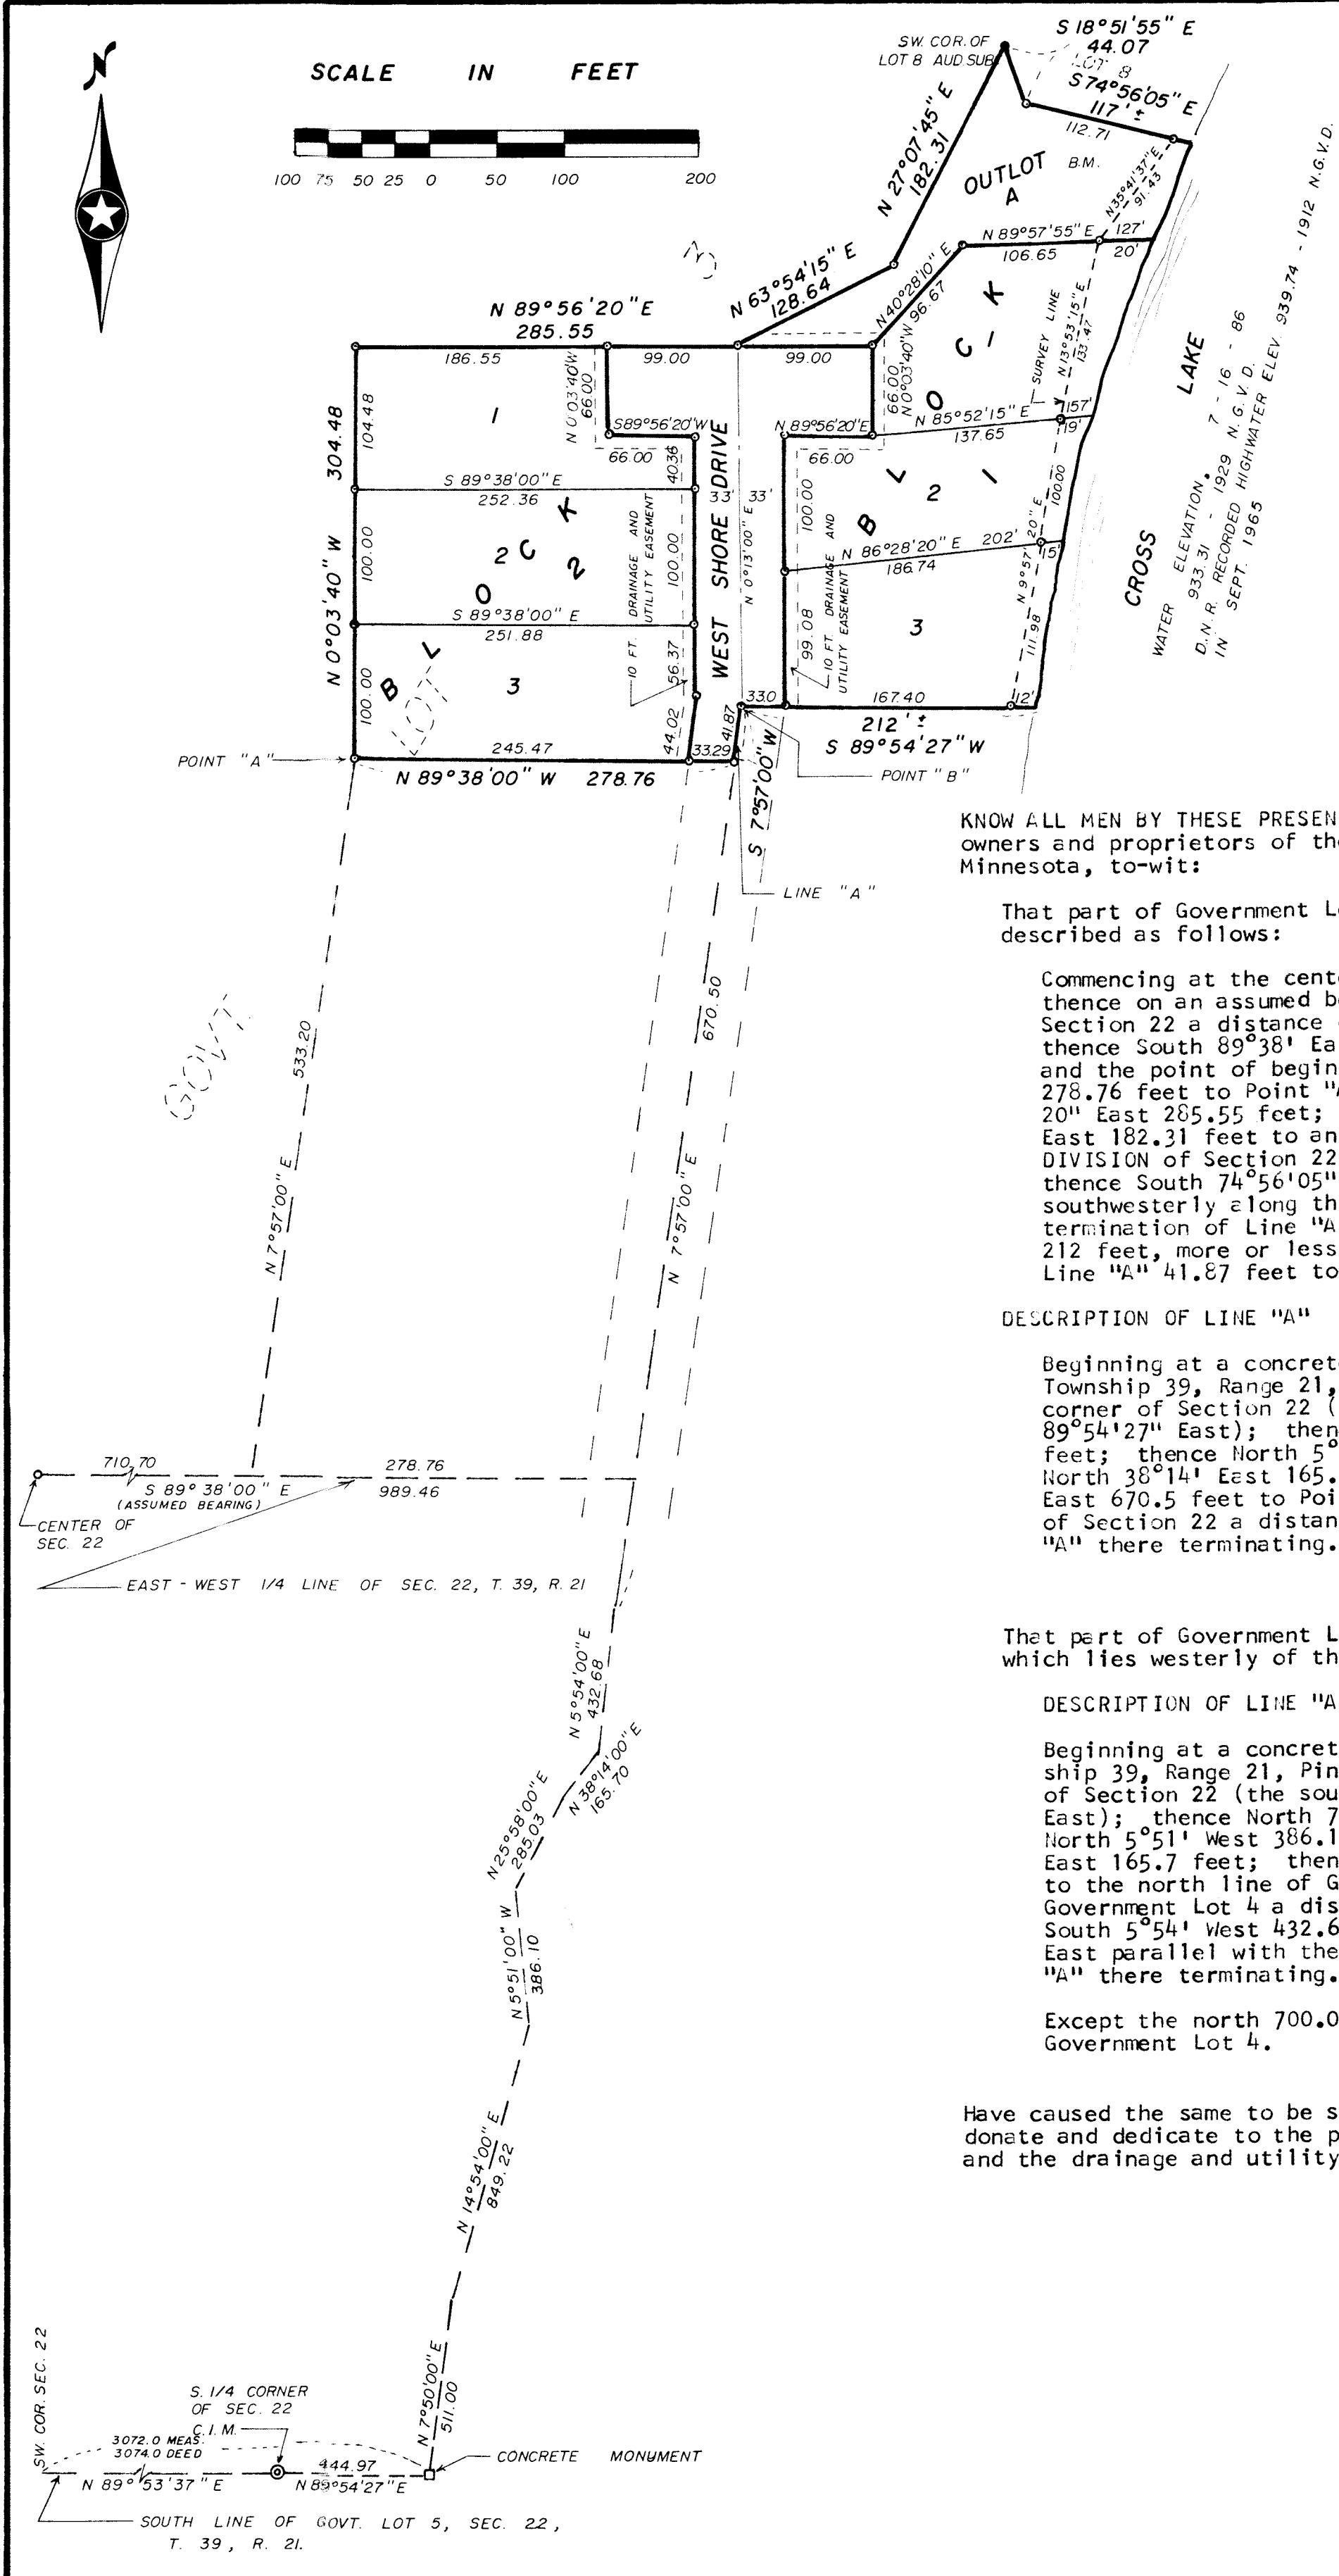 N
SCALE IN FEET
100 75 50 25 0 50 100 200
SW. COR. OF
LOT 8 AUD. SUB.
S 18°51'55" E
44.07
LOT 8
S 74°56'05" E
117' ±
112.71
B.M.
OUTLOT
A
N 27°07'45" E
182.31
N 35°41'37" E
91.43
N 89°57'55" E
106.65
127'
20'
3
N 63°54'15" E
128.64
N 40°28'10" E
96.67
N 89°56'20" E
285.55
186.55
99.00
99.00
N 0°03'40" W
66.00
66.00
N 0°03'40" W
S 89°56'20" W
66.00
N 89°56'20" E
66.00
1
BLOCK 1
1
SURVEY LINE
N 13°53'15" E
133.47
N 85°52'15" E
137.65
157'
19'
304.48
N 0°03'40" W
104.48
40.36
S 89°38'00" E
252.36
33' 33'
100.00
100.00
2
BLOCK 2
DRAINAGE AND
UTILITY EASEMENT
10 FT.
WEST SHORE DRIVE
N 0°13'00" E
100.00
10 FT. DRAINAGE AND
UTILITY EASEMENT
2
100.00
N 86°28'20" E
202'
186.74
15'
N 9°57'20" E
111.98
S 89°38'00" E
251.88
56.37
99.08
3
3
100.00
44.02
41.87
33.0
167.40
12'
212' ±
S 89°54'27" W
POINT "A"
245.47
33.29
N 89°38'00" W 278.76
S 7°57'00" W
POINT "B"
LINE "A"
CROSS LAKE
WATER ELEVATION 7 - 16 - 86
933.31 - 1929 N.G.V.D.
D.N.R. RECORDED HIGHWATER ELEV. 939.74 - 1912 N.G.V.D.
IN SEPT. 1965
GOVT. LOT
533.20
N 7°57'00" E
670.50
N 7°57'00" E
710.70
278.76
S 89°38'00" E
989.46
(ASSUMED BEARING)
CENTER OF
SEC. 22
EAST - WEST 1/4 LINE OF SEC. 22, T. 39, R. 21
N 5°54'00" E
432.68
N 38°14'00" E
165.70
N 25°58'00" E
285.03
N 5°51'00" W
386.10
N 14°54'00" E
849.22
N 7°50'00" E
511.00
SW. COR. SEC. 22
S. 1/4 CORNER
OF SEC. 22
C.I.M.
3072.0 MEAS.
3074.0 DEED
444.97
N 89°53'37" E
N 89°54'27" E
CONCRETE MONUMENT
SOUTH LINE OF GOVT. LOT 5, SEC. 22,
T. 39, R. 21.
KNOW ALL MEN BY THESE PRESEN
owners and proprietors of the
Minnesota, to-wit:
That part of Government L
described as follows:
Commencing at the cent
thence on an assumed b
Section 22 a distance
thence South 89°38' Ea
and the point of begin
278.76 feet to Point "
20" East 285.55 feet;
East 182.31 feet to an
DIVISION of Section 22
thence South 74°56'05"
southwesterly along th
termination of Line "A
212 feet, more or less
Line "A" 41.87 feet to
DESCRIPTION OF LINE "A"
Beginning at a concret
Township 39, Range 21,
corner of Section 22 (
89°54'27" East); then
feet; thence North 5°
North 38°14' East 165.
East 670.5 feet to Poi
of Section 22 a distan
"A" there terminating.
That part of Government L
which lies westerly of th
DESCRIPTION OF LINE "A
Beginning at a concret
ship 39, Range 21, Pin
of Section 22 (the sou
East); thence North 7
North 5°51' West 386.1
East 165.7 feet; then
to the north line of G
Government Lot 4 a dis
South 5°54' West 432.6
East parallel with the
"A" there terminating.
Except the north 700.0
Government Lot 4.
Have caused the same to be s
donate and dedicate to the p
and the drainage and utility